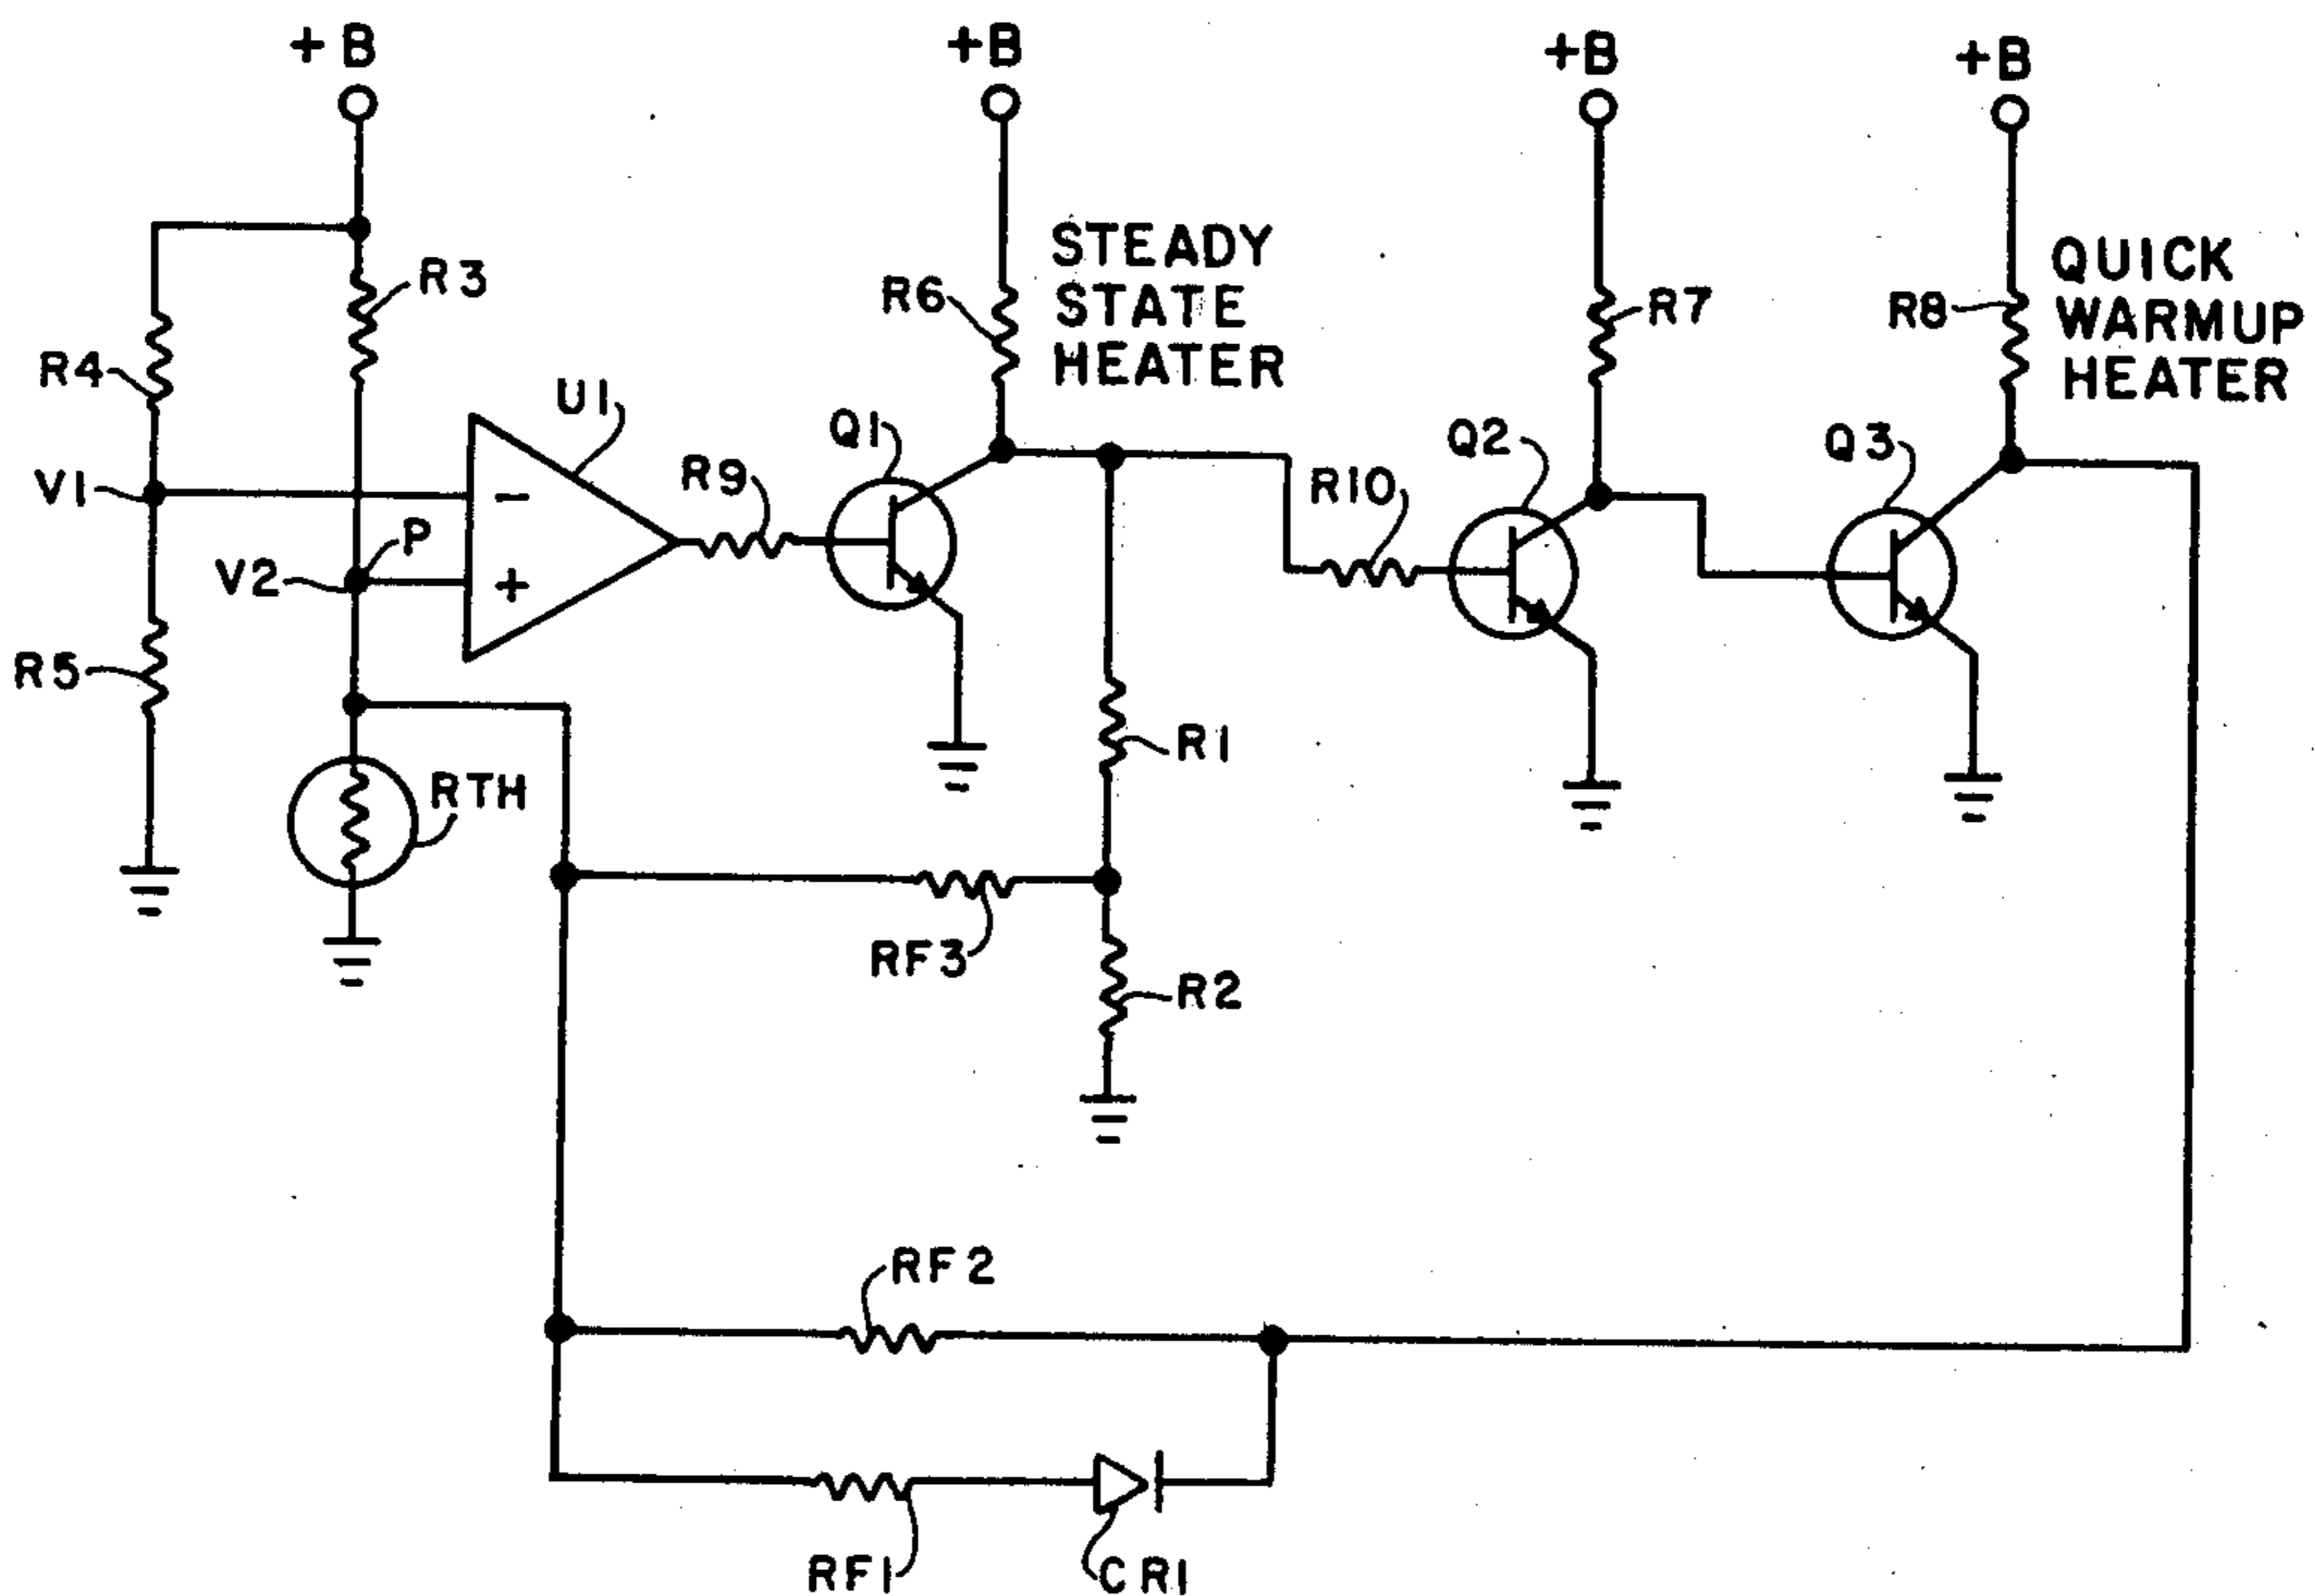 +B
+B
+B
+B
R3
R4
R6
STEADY
STATE
HEATER
R7
R8
QUICK
WARMUP
HEATER
U1
Q1
Q2
Q3
R9
R10
V1
-
P
V2
+
R5
RTH
R1
RF3
R2
RF2
RF1
CR1